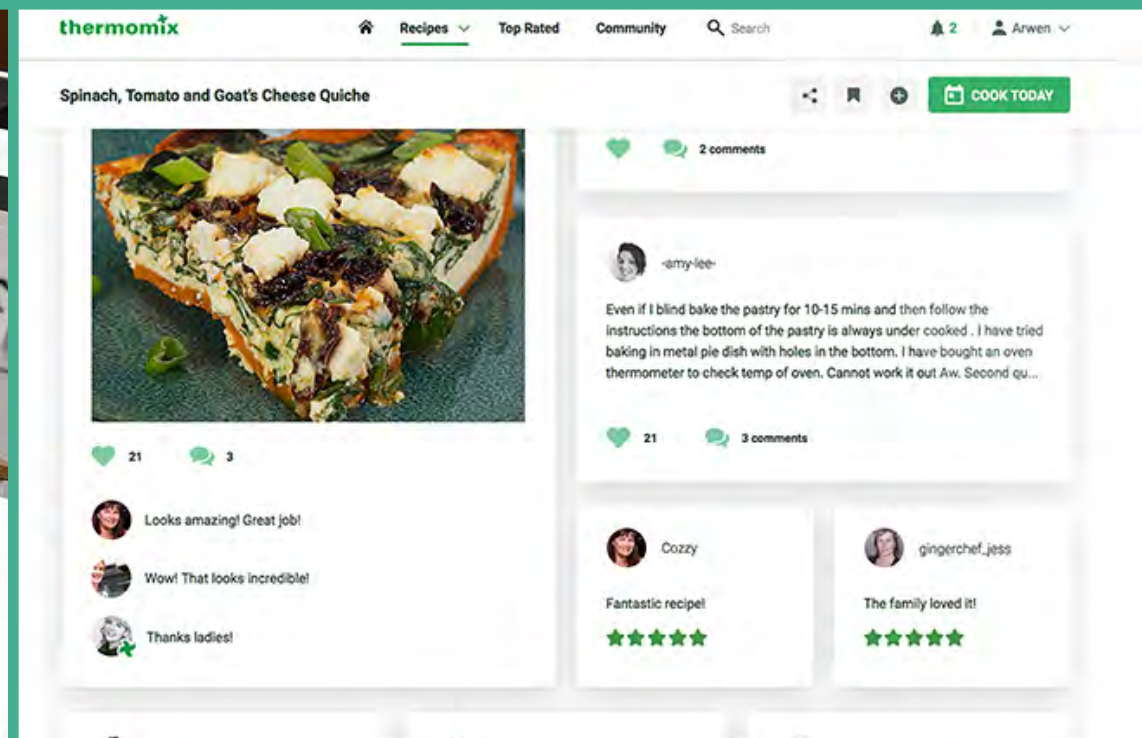 thermomix
Recipes
Top Rated
Community
Search
2
Arwen
Spinach, Tomato and Goat's Cheese Quiche
COOK TODAY
21
3
Looks amazing! Great job!
Wow! That looks incredible!
Thanks ladies!
2 comments
-amy-lee-
Even if I blind bake the pastry for 10-15 mins and then follow the
instructions the bottom of the pastry is always under cooked . I have tried
baking in metal pie dish with holes in the bottom. I have bought an oven
thermometer to check temp of oven. Cannot work it out Aw. Second qu...
21
3 comments
Cozzy
Fantastic recipe!
gingerchef_jess
The family loved it!